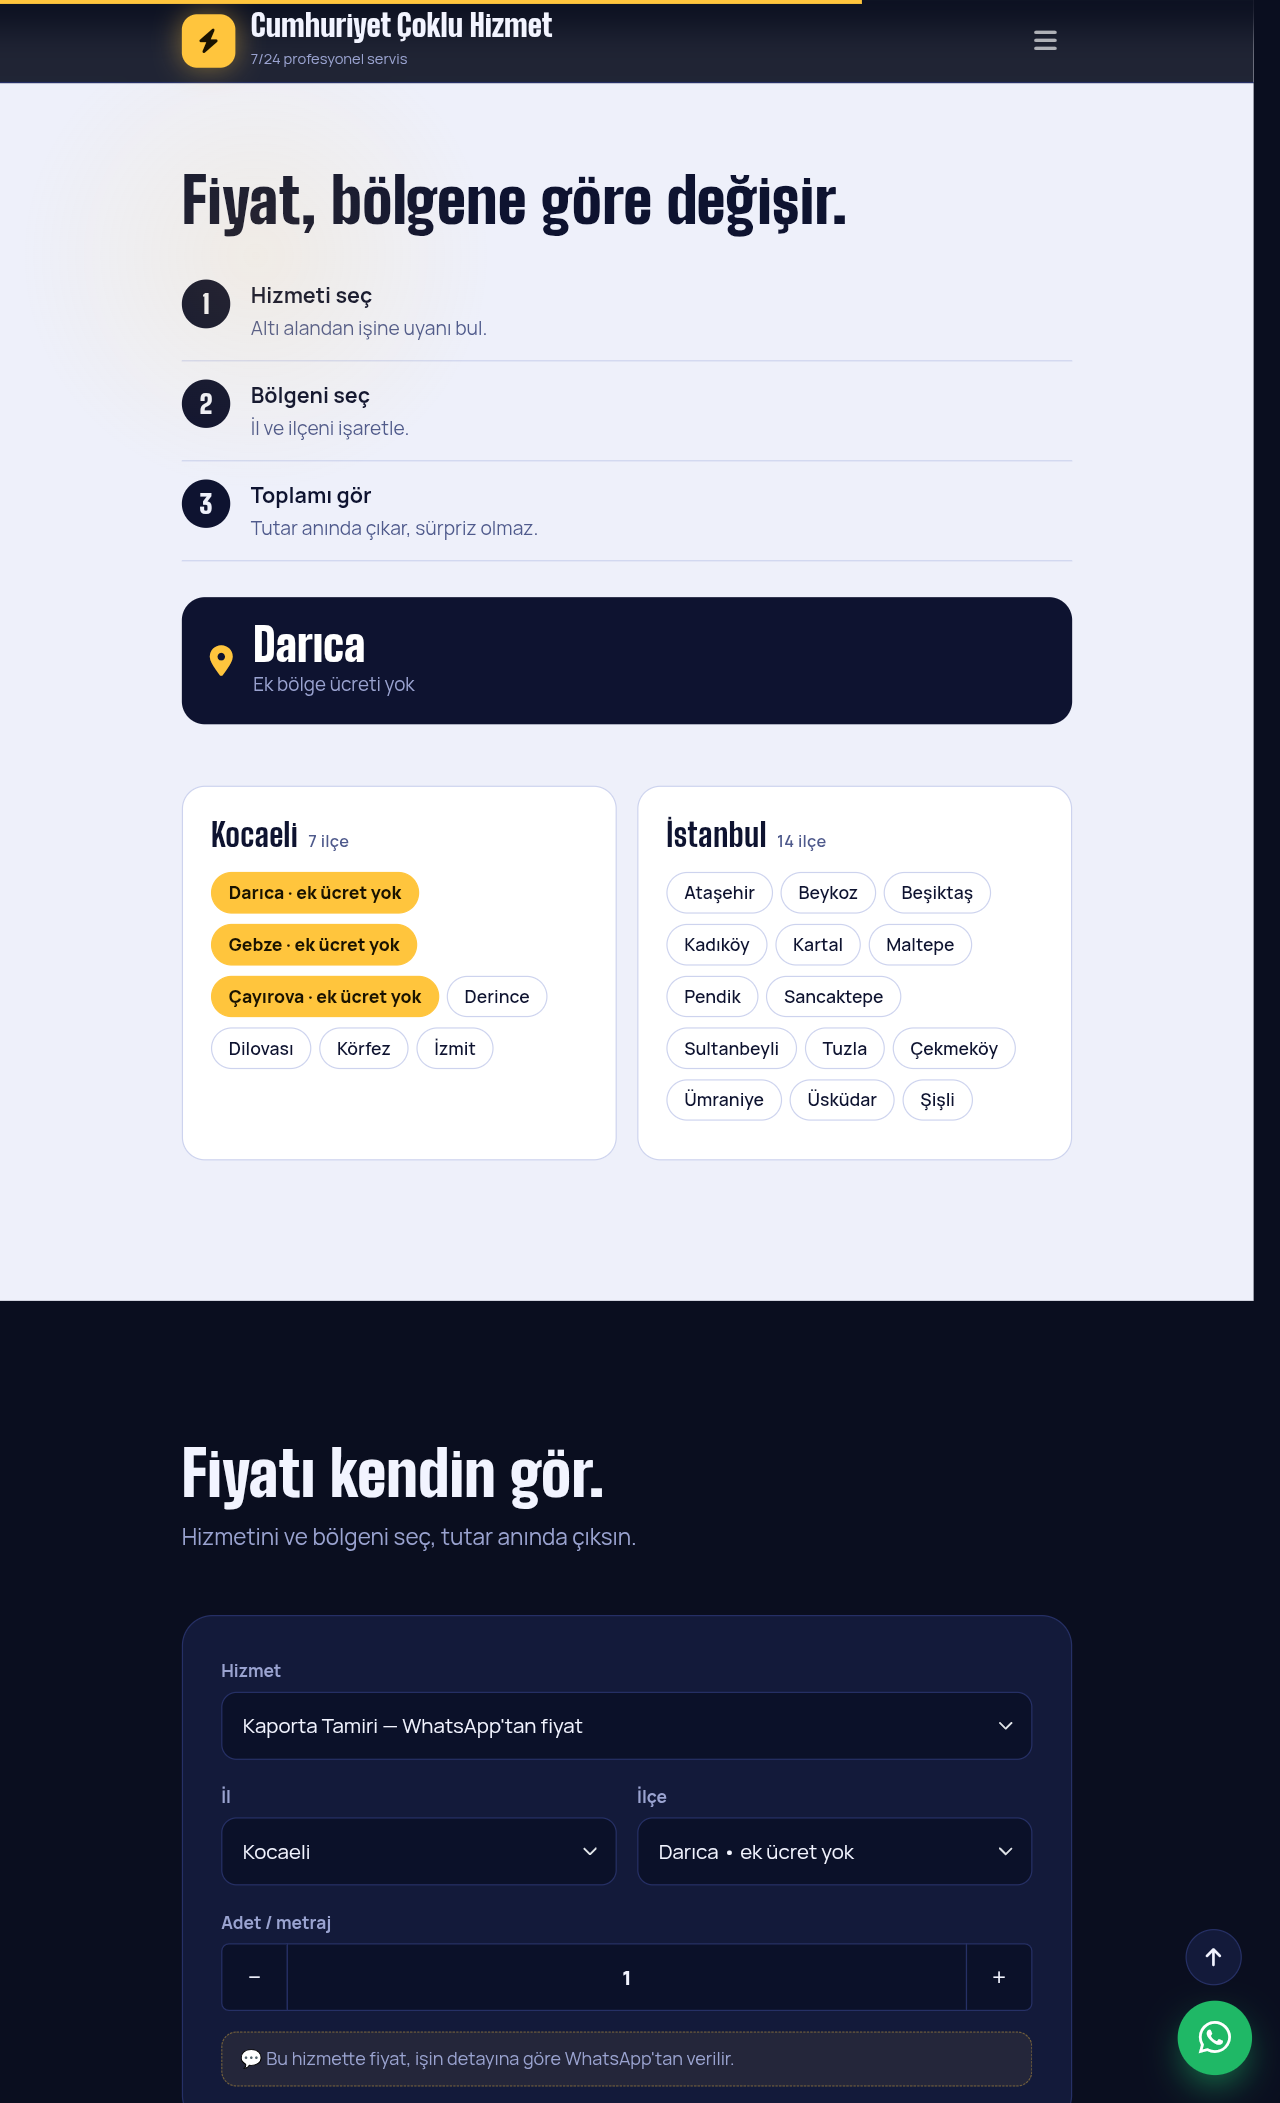 Cumhuriyet Çoklu Hizmet
7/24 profesyonel servis
Fiyat, bölgene göre değişir.
1
Hizmeti seç
Altı alandan işine uyanı bul.
2
Bölgeni seç
İl ve ilçeni işaretle.
3
Toplamı gör
Tutar anında çıkar, sürpriz olmaz.
Darıca
Ek bölge ücreti yok
Kocaeli 7 ilçe
Darıca · ek ücret yok
Gebze · ek ücret yok
Çayırova · ek ücret yok Derince
Dilovası Körfez İzmit
İstanbul 14 ilçe
Ataşehir Beykoz Beşiktaş
Kadıköy Kartal Maltepe
Pendik Sancaktepe
Sultanbeyli Tuzla Çekmeköy
Ümraniye Üsküdar Şişli
Fiyatı kendin gör.
Hizmetini ve bölgeni seç, tutar anında çıksın.
Hizmet
Kaporta Tamiri — WhatsApp'tan fiyat
İl
Kocaeli
İlçe
Darıca • ek ücret yok
Adet / metraj
− 1 +
💬 Bu hizmette fiyat, işin detayına göre WhatsApp'tan verilir.